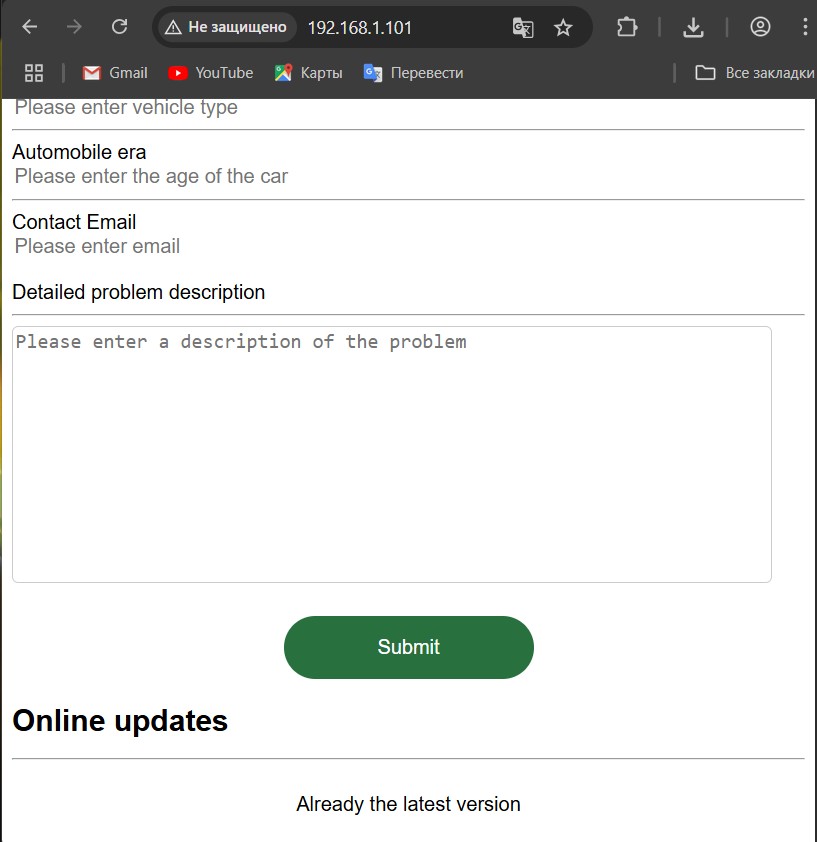 Не защищено 192.168.1.101
Gmail YouTube Карты Перевести Все закладки
Please enter vehicle type
Automobile era
Please enter the age of the car
Contact Email
Please enter email
Detailed problem description
Please enter a description of the problem
Submit
Online updates
Already the latest version